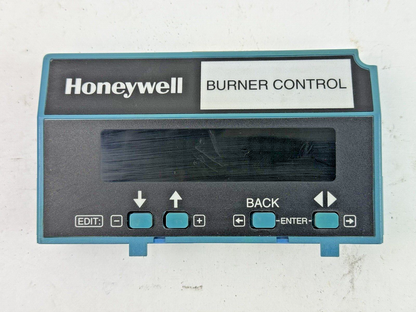 Honeywell BURNER CONTROL
BACK
EDIT: - + ENTER